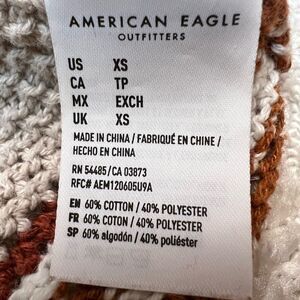 AMERICAN EAGLE
OUTFITTERS
US XS
CA TP
MX EXCH
UK XS
MADE IN CHINA / FABRIQUÉ EN CHINE /
HECHO EN CHINA
RN 54485/CA 03873
RFC# AEM120605U9A
EN 60% COTTON / 40% POLYESTER
FR 60% COTON / 40% POLYESTER
SP 60% algodón / 40% poliéster